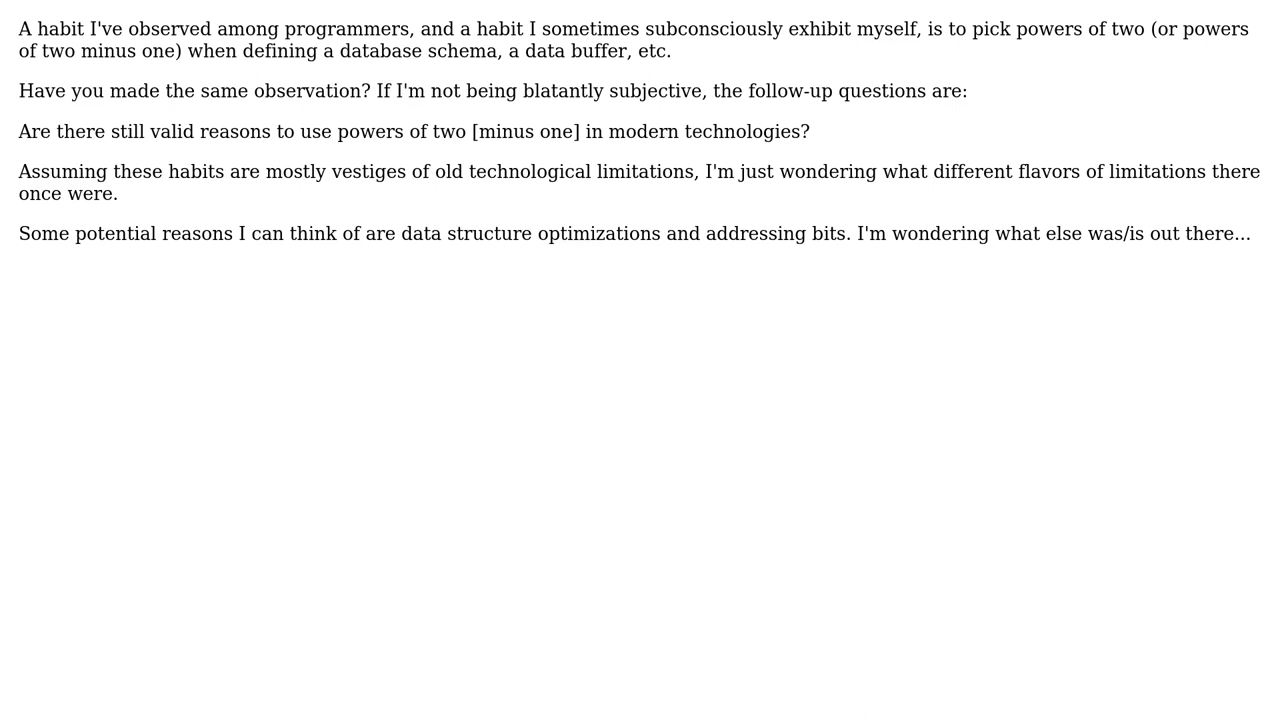 A habit I've observed among programmers, and a habit I sometimes subconsciously exhibit myself, is to pick powers of two (or powers
of two minus one) when defining a database schema, a data buffer, etc.
Have you made the same observation? If I'm not being blatantly subjective, the follow-up questions are:
Are there still valid reasons to use powers of two [minus one] in modern technologies?
Assuming these habits are mostly vestiges of old technological limitations, I'm just wondering what different flavors of limitations there
once were.
Some potential reasons I can think of are data structure optimizations and addressing bits. I'm wondering what else was/is out there...